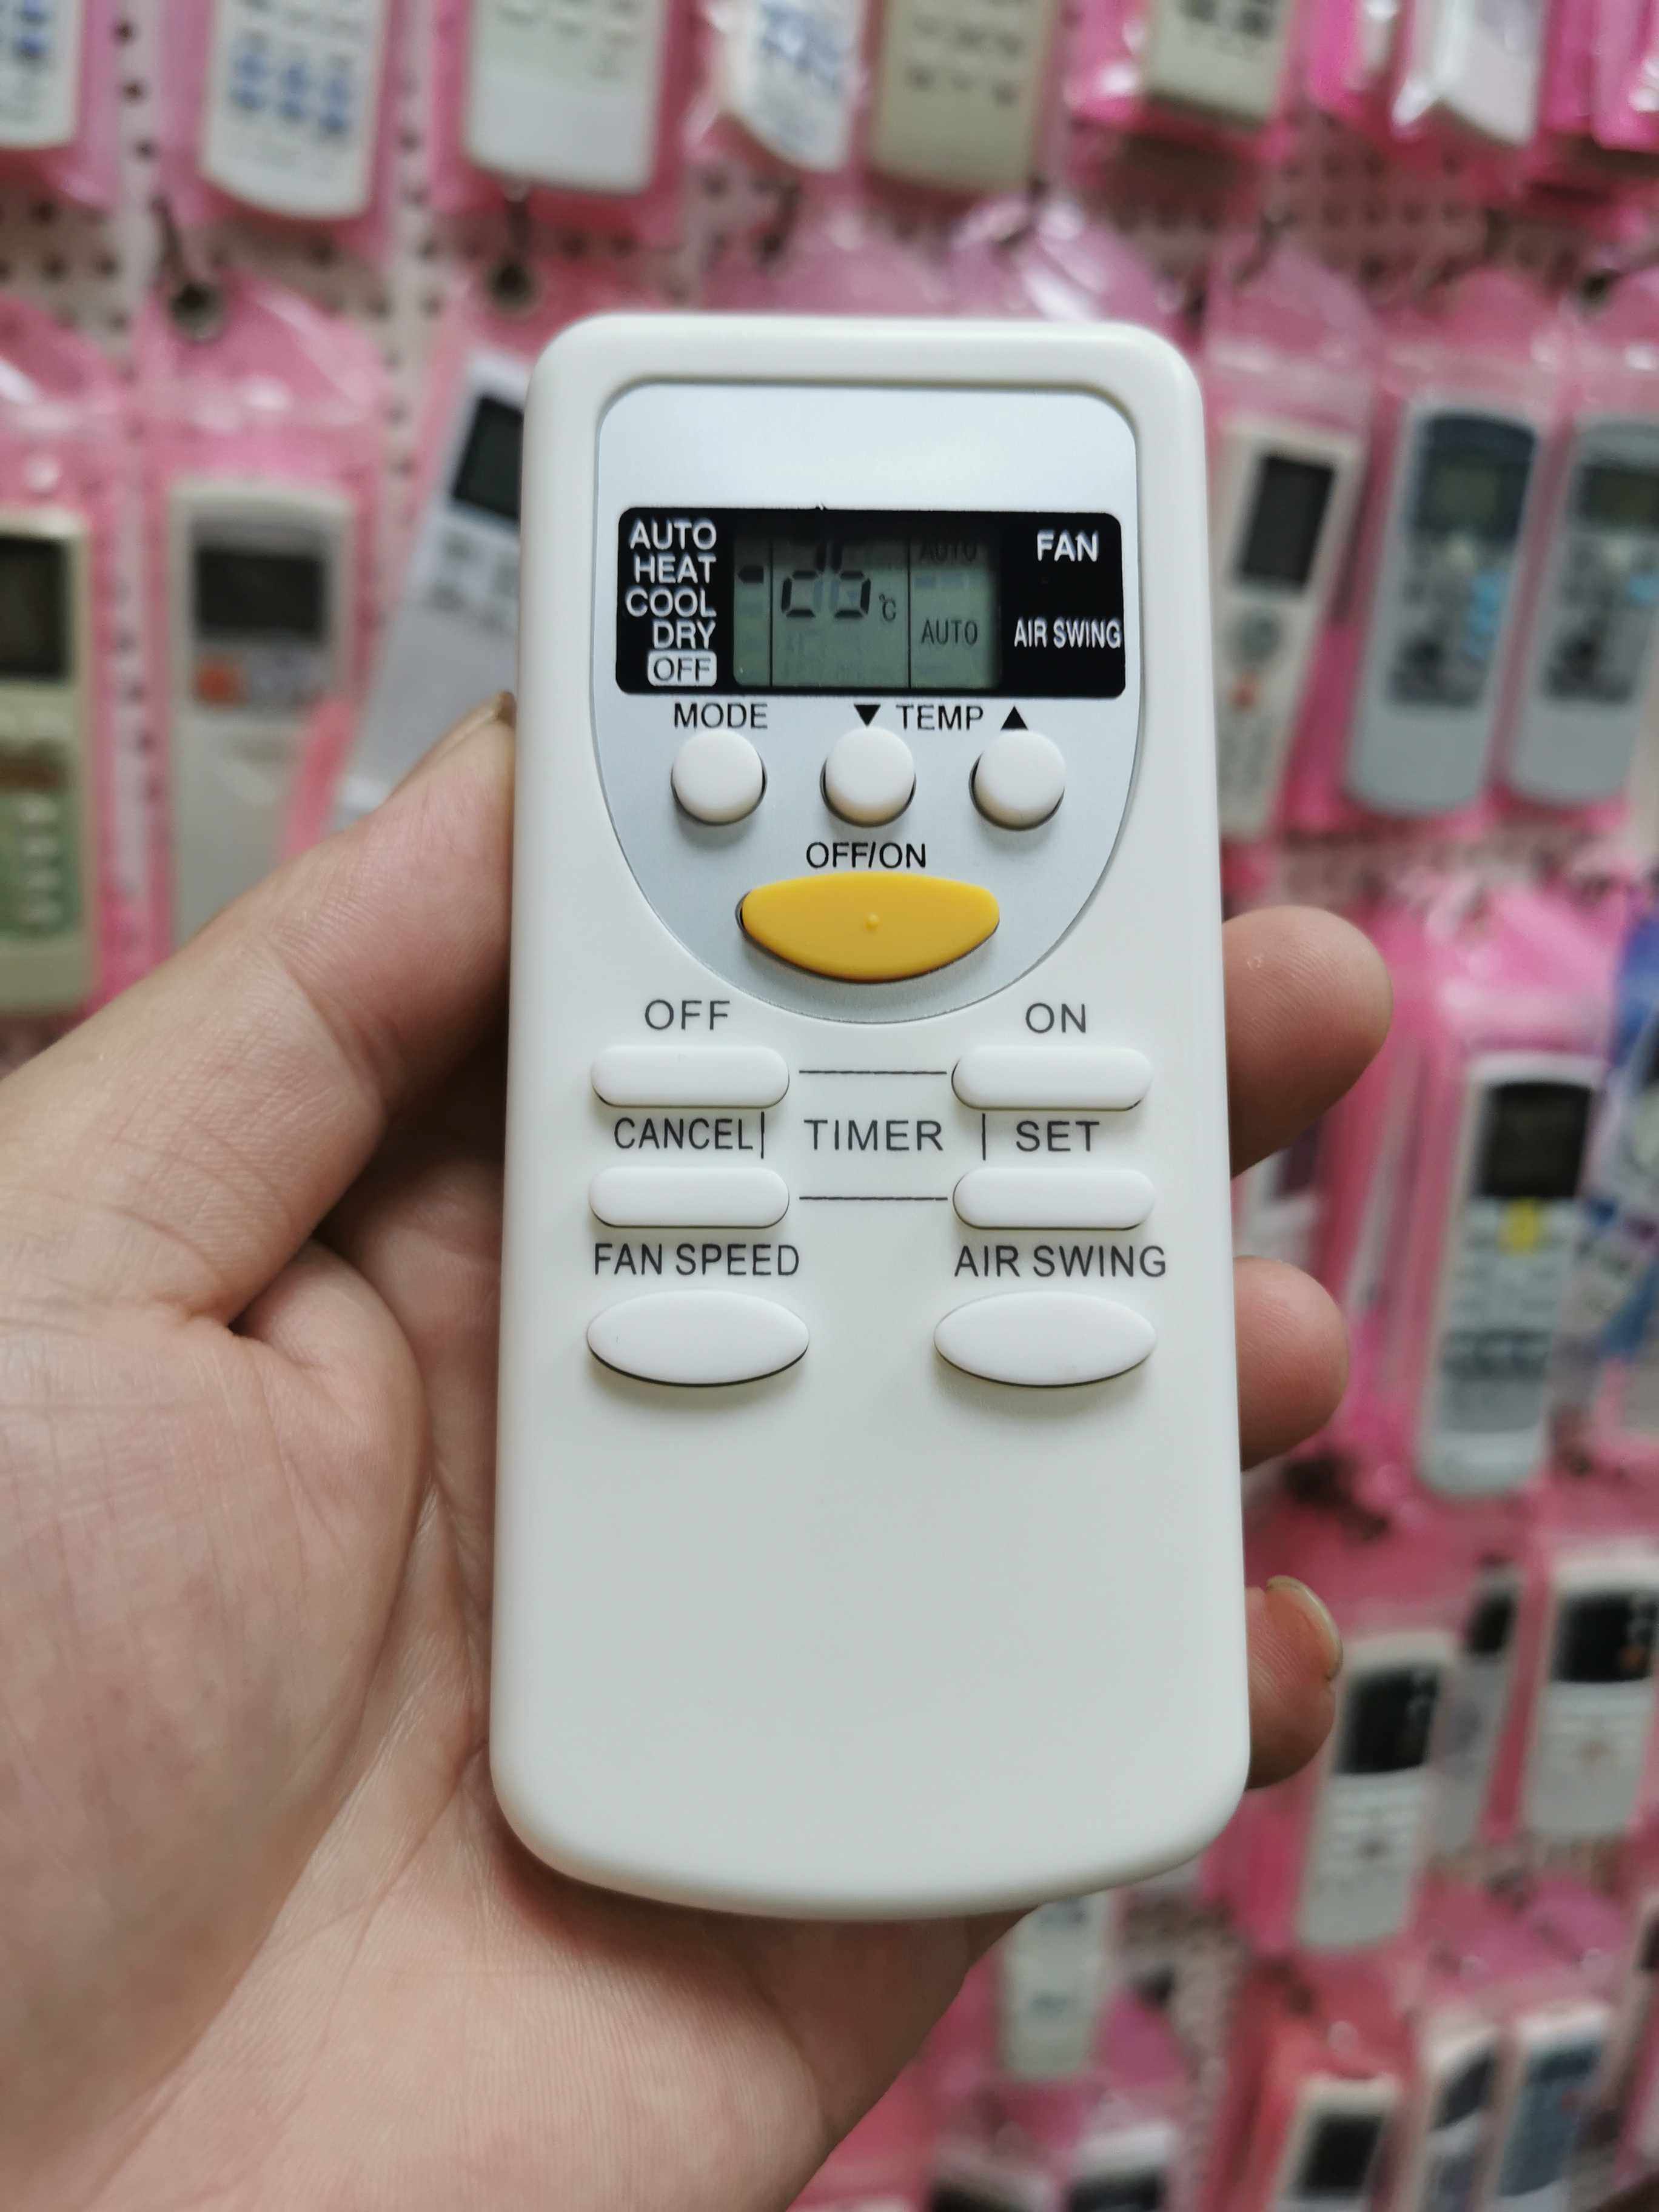 AUTO
HEAT
COOL
DRY
OFF
AUTO
FAN
°C
AUTO
AIR SWING
MODE ▼ TEMP ▲
OFF/ON
OFF ON
CANCEL| TIMER | SET
FAN SPEED AIR SWING